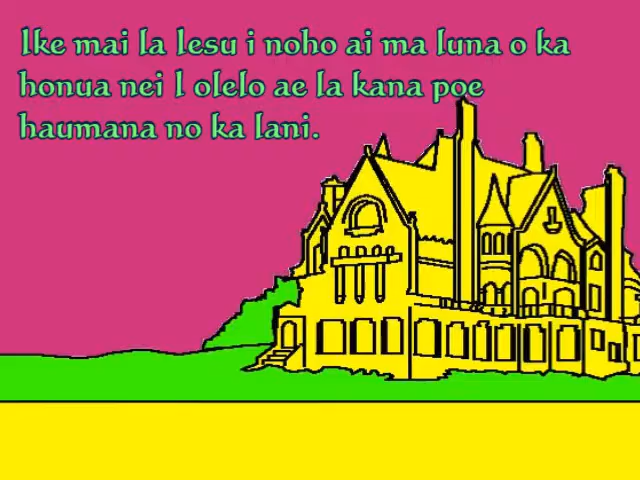 Ike mai la Iesu i noho ai ma luna o ka
honua nei I olelo ae la kana poe
haumana no ka lani.